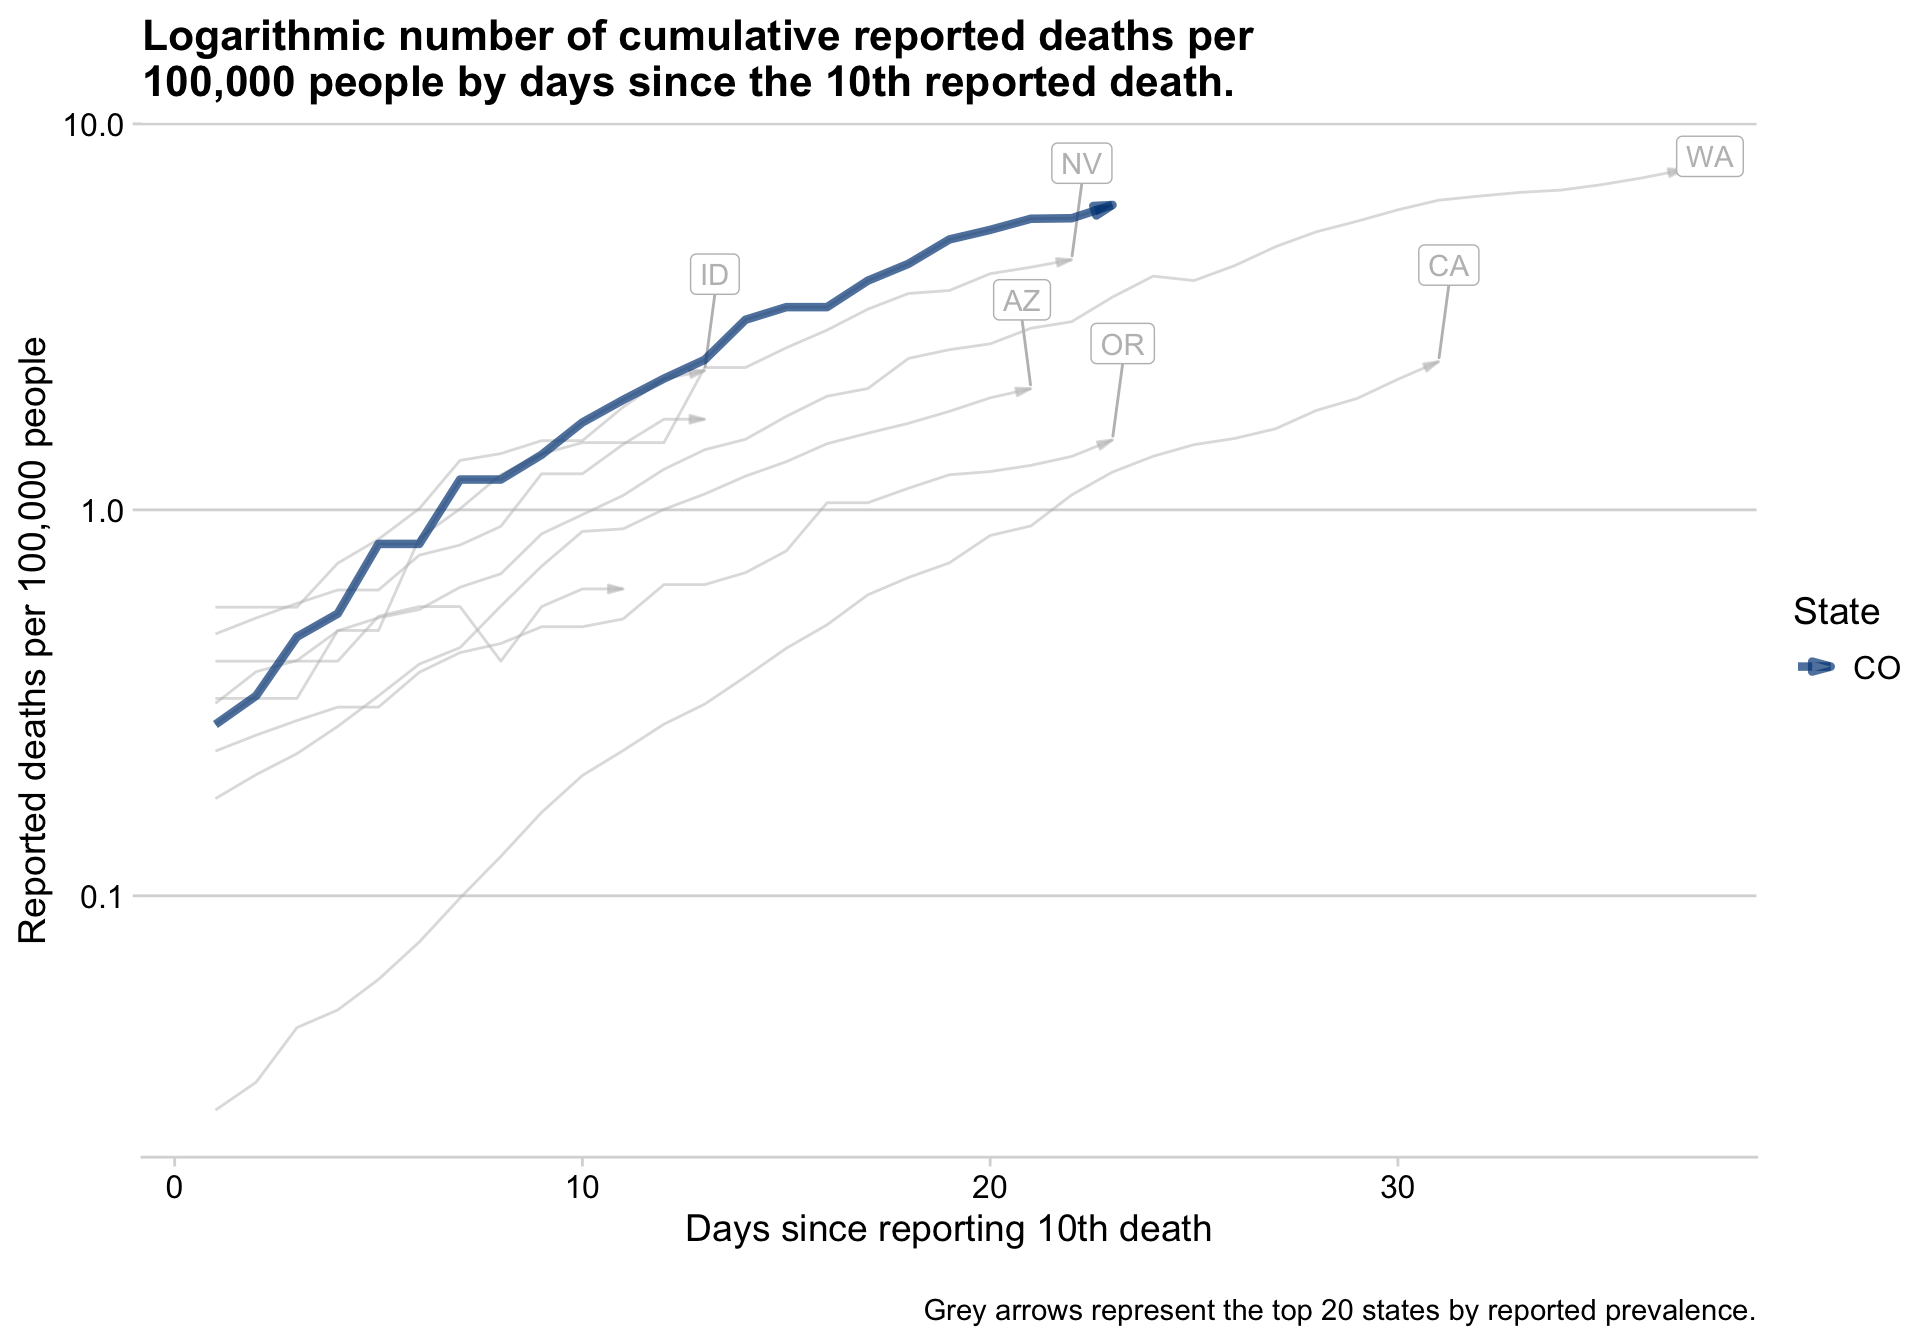 Logarithmic number of cumulative reported deaths per
100,000 people by days since the 10th reported death.
10.0
1.0
0.1
Reported deaths per 100,000 people
NV
WA
ID
CA
AZ
OR
State
CO
0
10
20
30
Days since reporting 10th death
Grey arrows represent the top 20 states by reported prevalence.